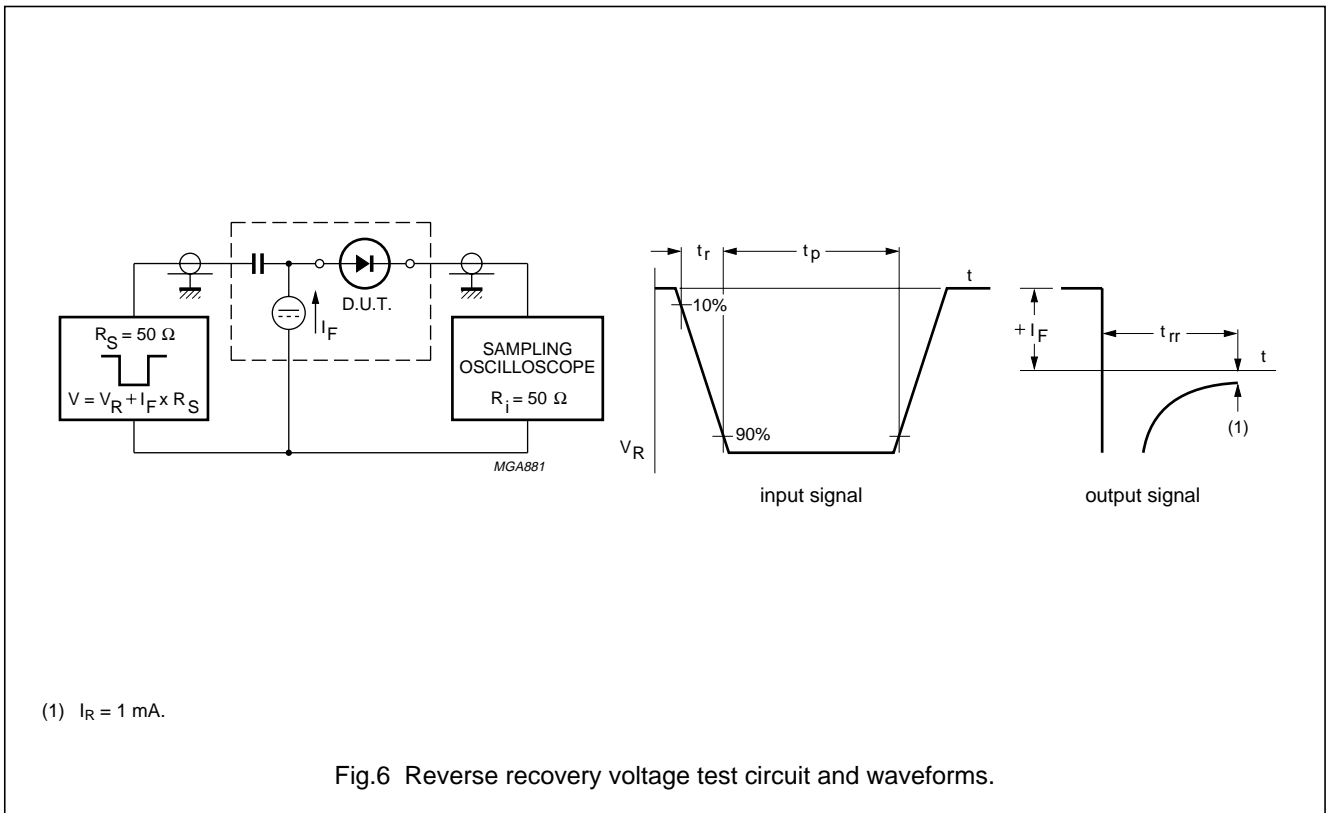 R_S = 50 Ω
V = V_R + I_F x R_S
I_F
D.U.T.
SAMPLING
OSCILLOSCOPE
R_i = 50 Ω
MGA881
t_r
t_p
t
10%
90%
V_R
input signal
+ I_F
t_rr
t
(1)
output signal
(1) I_R = 1 mA.
Fig.6 Reverse recovery voltage test circuit and waveforms.